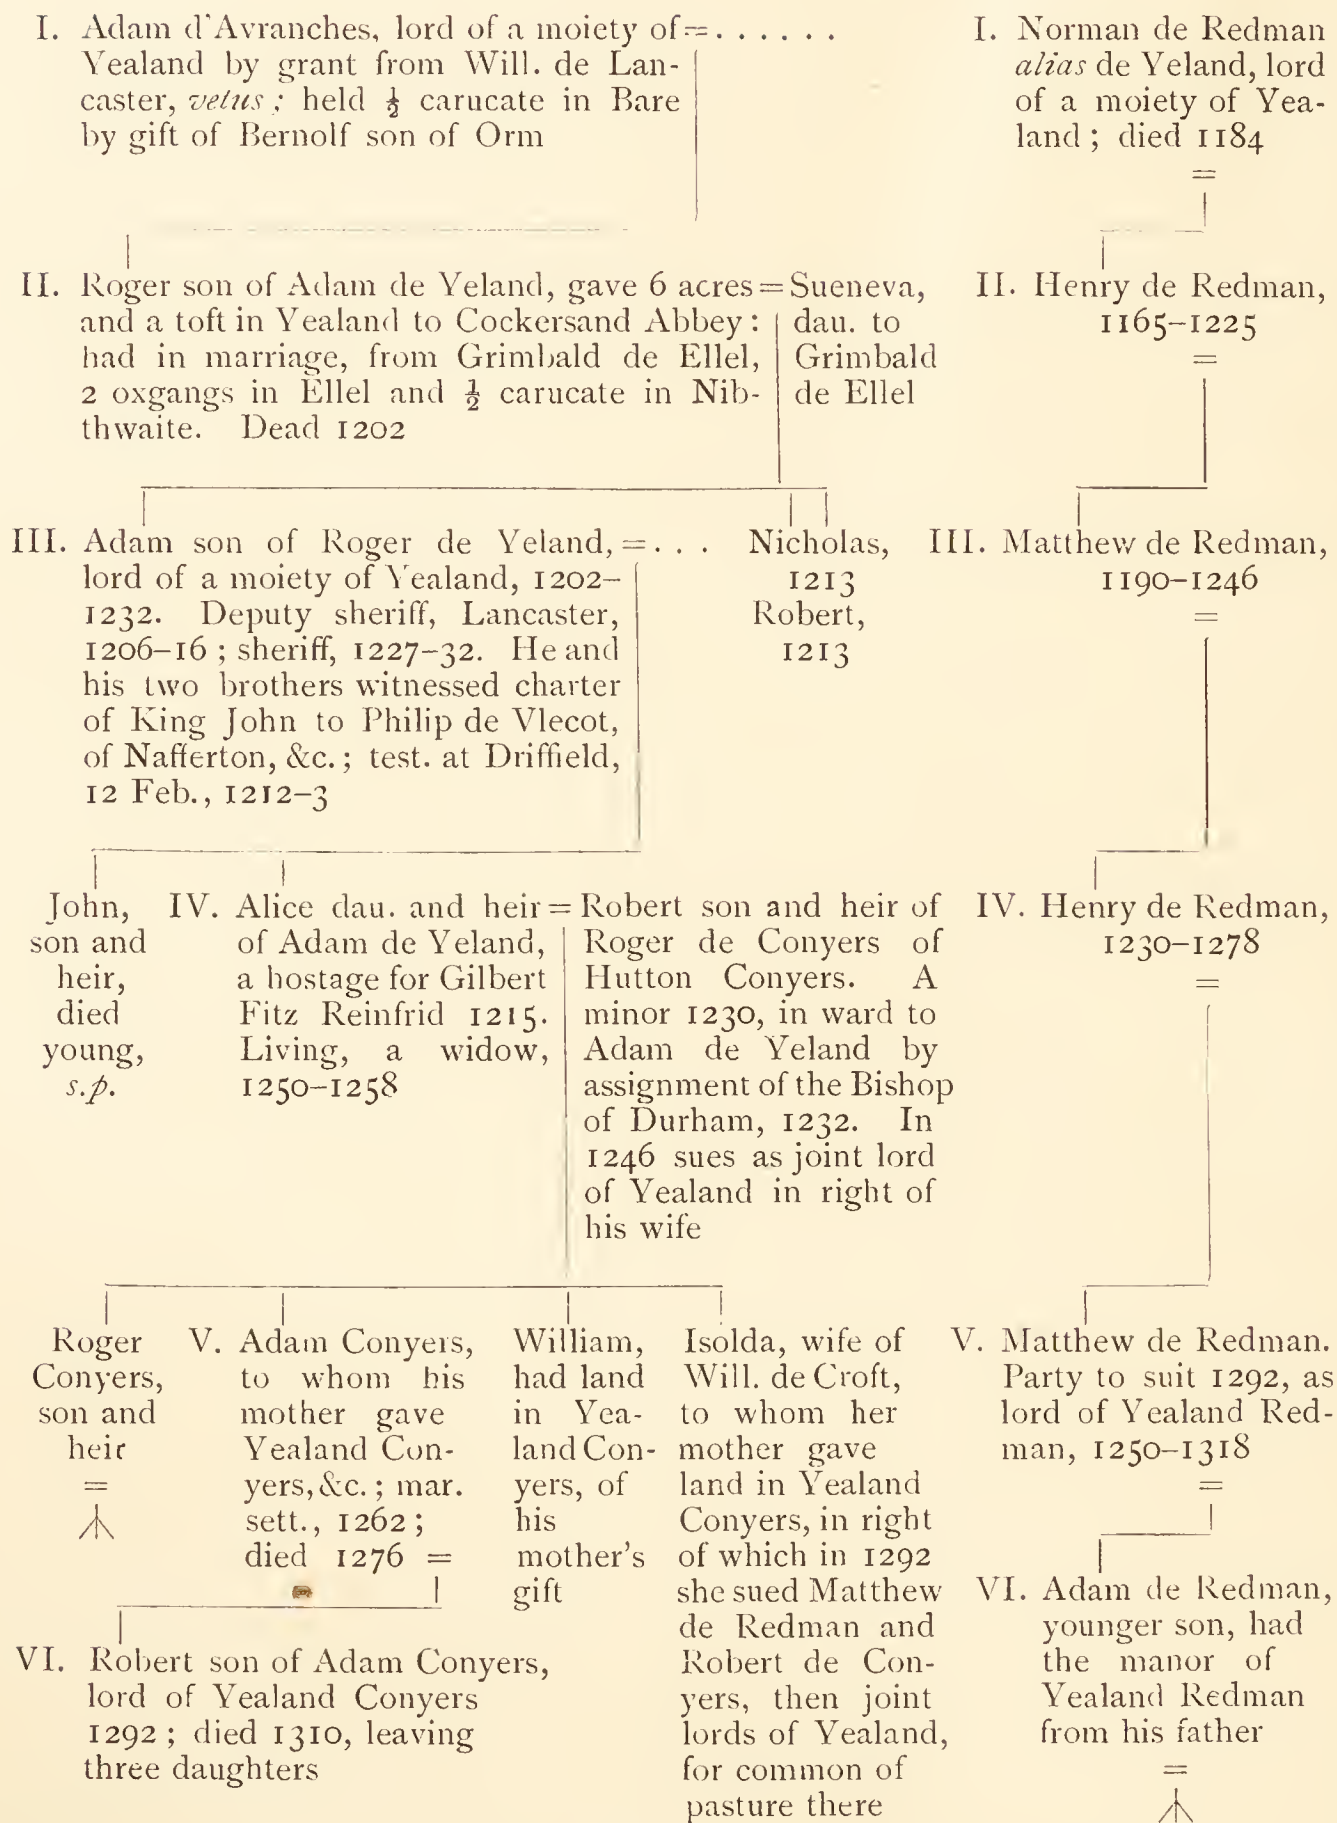 I. Adam d'Avranches, lord of a moiety of = . . . . . .
Yealand by grant from Will. de Lan-
caster, vetus; held ½ carucate in Bare
by gift of Bernolf son of Orm
I. Norman de Redman
alias de Yeland, lord
of a moiety of Yea-
land ; died 1184
=
II. Roger son of Adam de Yeland, gave 6 acres =
and a toft in Yealand to Cockersand Abbey :
had in marriage, from Grimbald de Ellel,
2 oxgangs in Ellel and ½ carucate in Nib-
thwaite. Dead 1202
Sueneva,
dau. to
Grimbald
de Ellel
II. Henry de Redman,
1165–1225
=
III. Adam son of Roger de Yeland, = . . .
lord of a moiety of Yealand, 1202–
1232. Deputy sheriff, Lancaster,
1206–16 ; sheriff, 1227–32. He and
his two brothers witnessed charter
of King John to Philip de Vlecot,
of Nafferton, &c. ; test. at Driffield,
12 Feb., 1212–3
Nicholas,
1213
Robert,
1213
III. Matthew de Redman,
1190–1246
=
John,
son and
heir,
died
young,
s.p.
IV. Alice dau. and heir =
of Adam de Yeland,
a hostage for Gilbert
Fitz Reinfrid 1215.
Living, a widow,
1250–1258
Robert son and heir of
Roger de Conyers of
Hutton Conyers. A
minor 1230, in ward to
Adam de Yeland by
assignment of the Bishop
of Durham, 1232. In
1246 sues as joint lord
of Yealand in right of
his wife
IV. Henry de Redman,
1230–1278
=
Roger
Conyers,
son and
heir
=
V. Adam Conyers,
to whom his
mother gave
Yealand Con-
yers, &c. ; mar.
sett., 1262 ;
died 1276 =
William,
had land
in Yea-
land Con-
yers, of
his
mother's
gift
Isolda, wife of
Will. de Croft,
to whom her
mother gave
land in Yealand
Conyers, in right
of which in 1292
she sued Matthew
de Redman and
Robert de Con-
yers, then joint
lords of Yealand,
for common of
pasture there
V. Matthew de Redman.
Party to suit 1292, as
lord of Yealand Red-
man, 1250–1318
=
VI. Robert son of Adam Conyers,
lord of Yealand Conyers
1292 ; died 1310, leaving
three daughters
VI. Adam de Redman,
younger son, had
the manor of
Yealand Redman
from his father
=